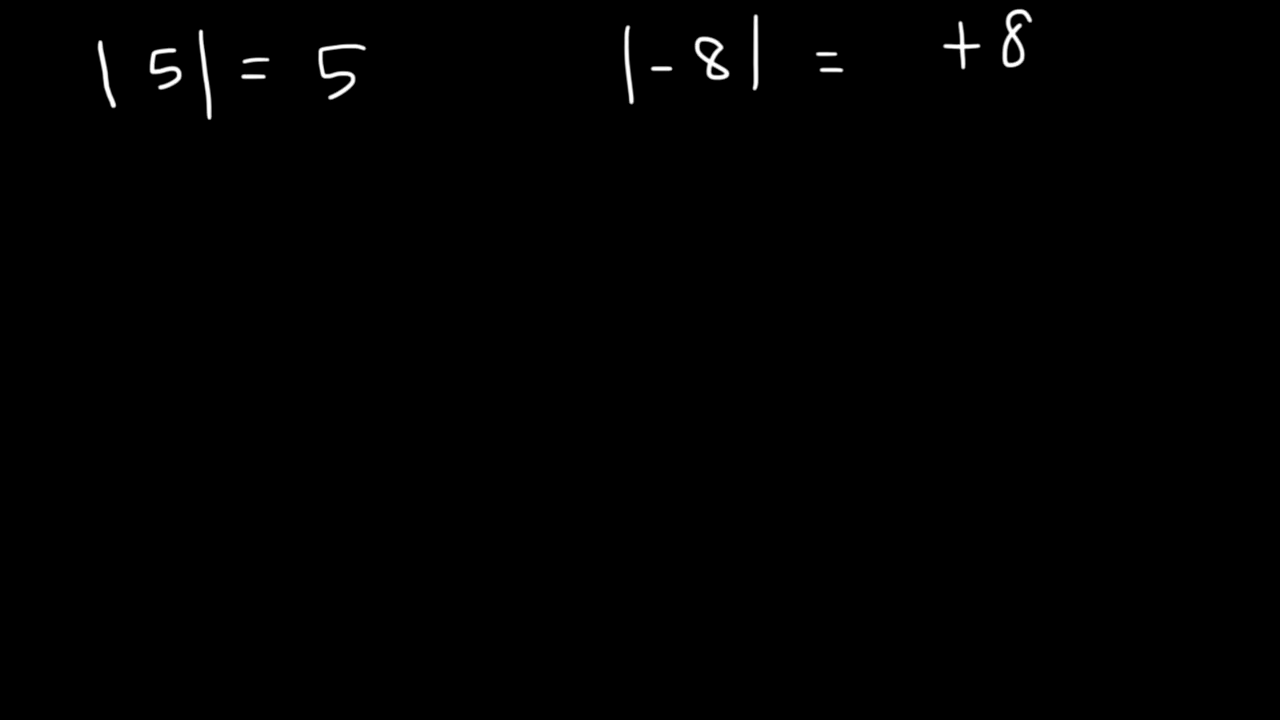 |5| = 5 |-8| = +8